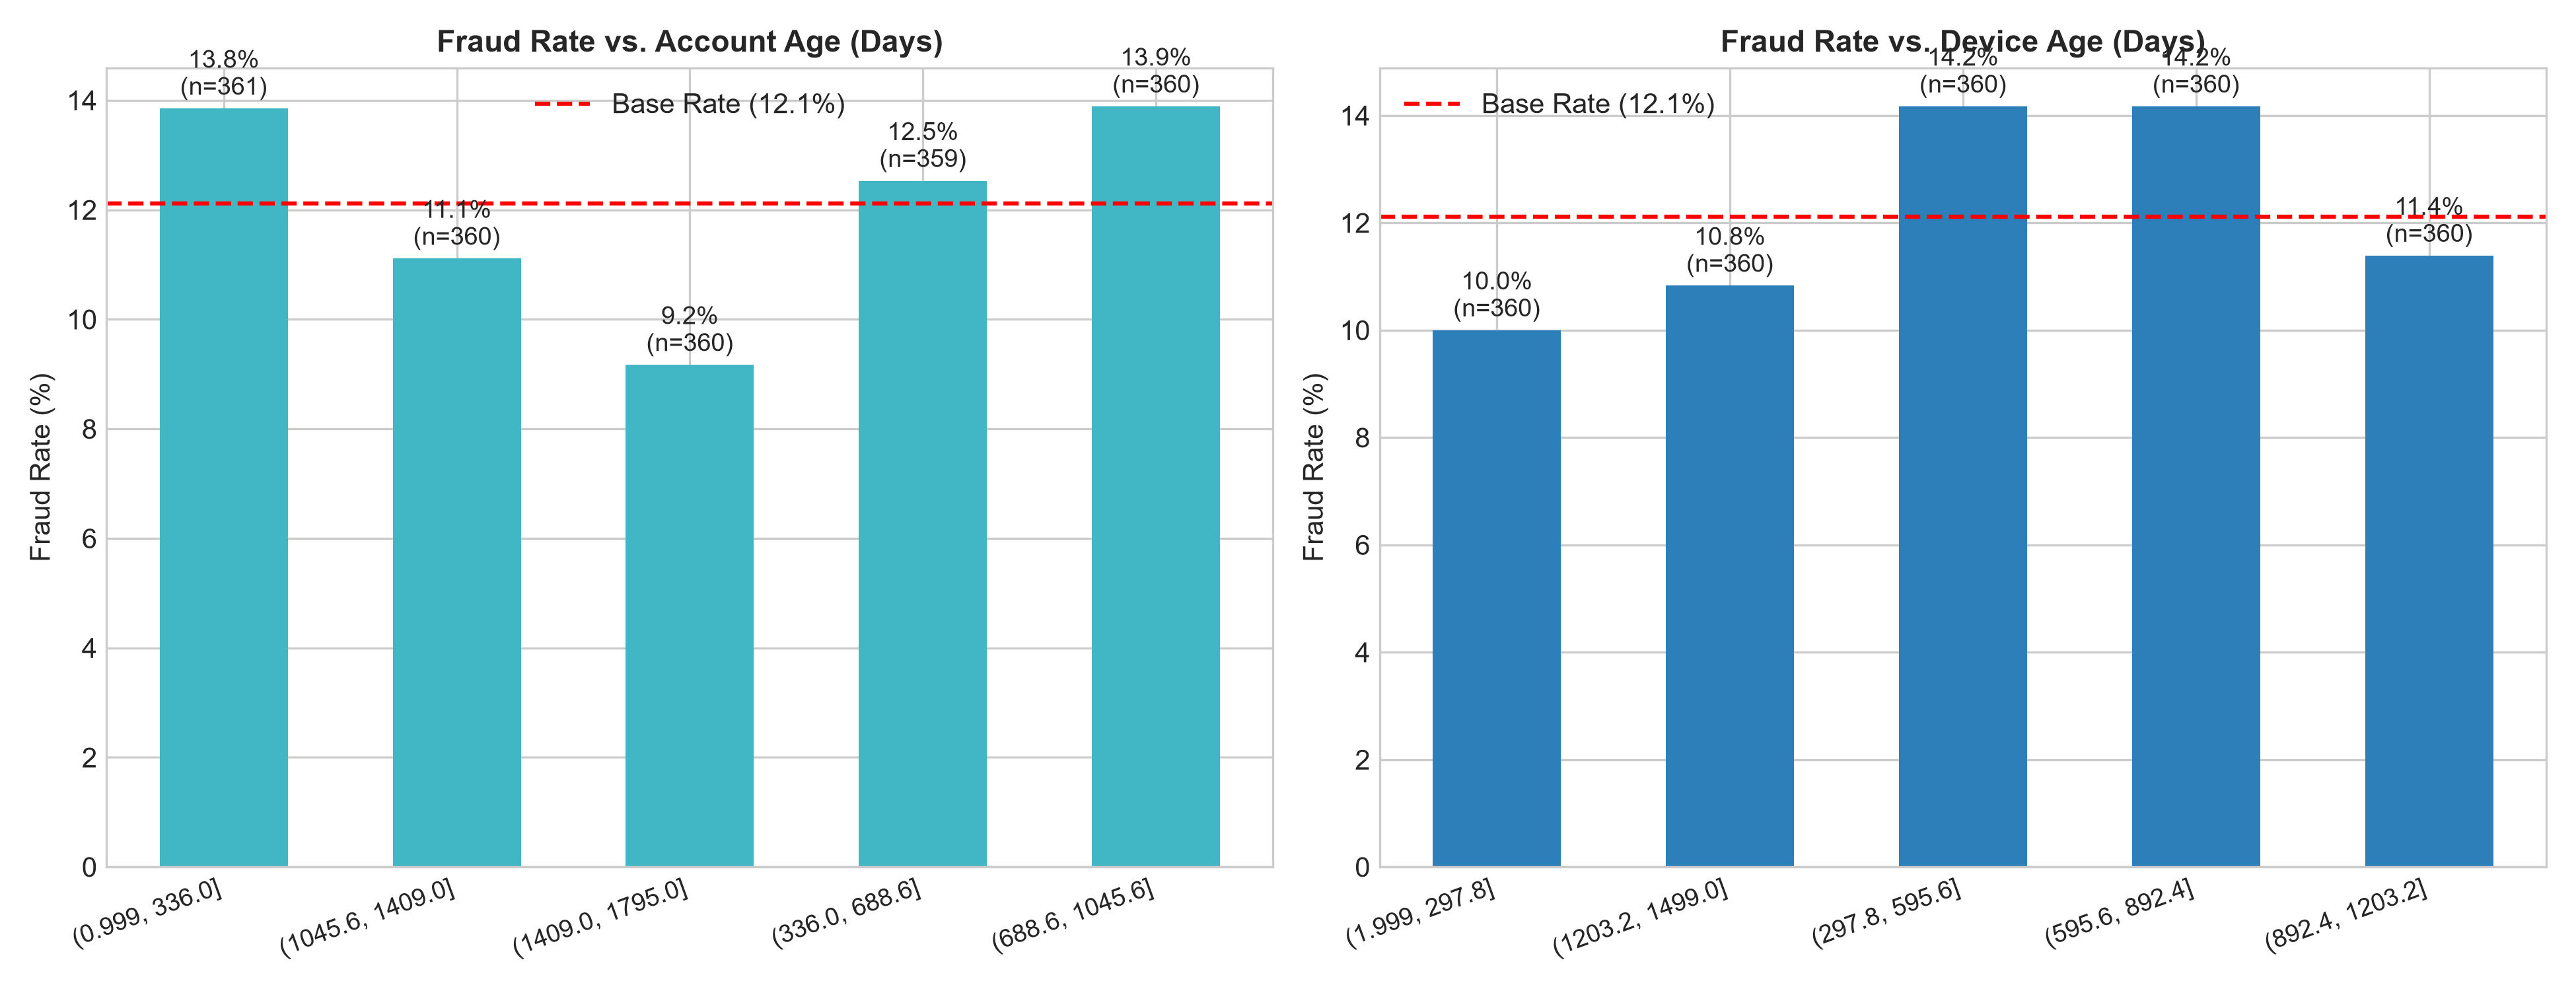 Fraud Rate vs. Account Age (Days)
Fraud Rate (%)
14
12
10
8
6
4
2
0
Base Rate (12.1%)
13.8%
(n=361)
11.1%
(n=360)
9.2%
(n=360)
12.5%
(n=359)
13.9%
(n=360)
(0.999, 336.0]
(1045.6, 1409.0]
(1409.0, 1795.0]
(336.0, 688.6]
(688.6, 1045.6]
Fraud Rate vs. Device Age (Days)
Fraud Rate (%)
14
12
10
8
6
4
2
0
Base Rate (12.1%)
10.0%
(n=360)
10.8%
(n=360)
14.2%
(n=360)
14.2%
(n=360)
11.4%
(n=360)
(1.999, 297.8]
(1203.2, 1499.0]
(297.8, 595.6]
(595.6, 892.4]
(892.4, 1203.2]